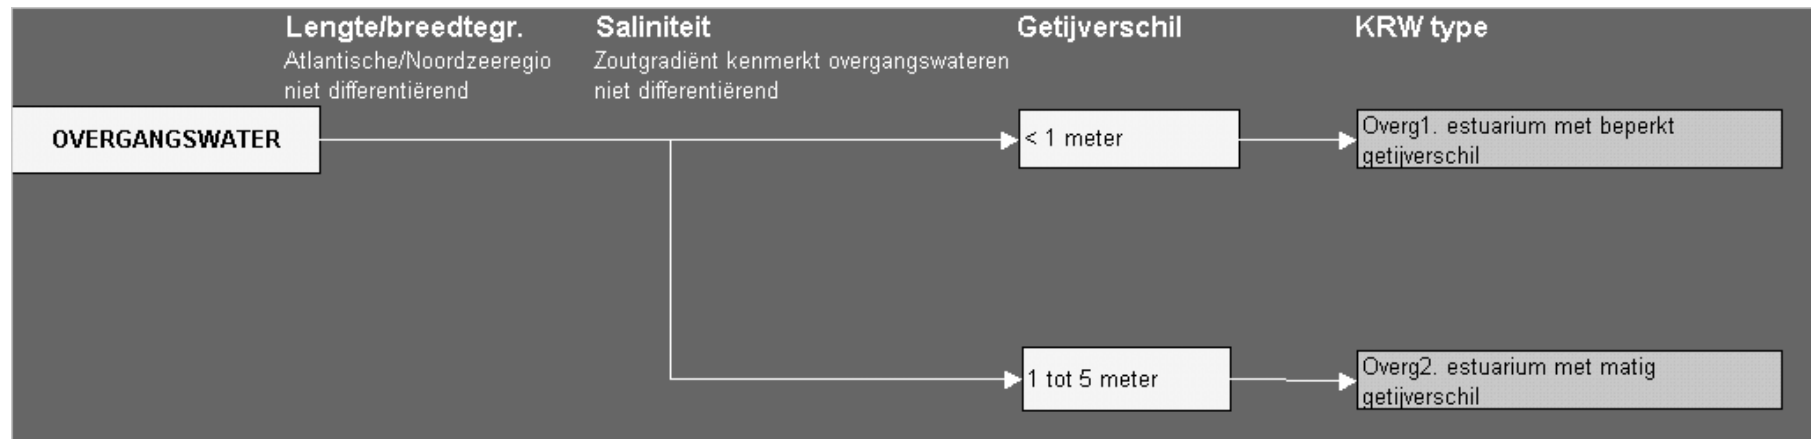 Lengte/breedtegr.
Atlantische/Noordzeeregio
niet differentiërend
Saliniteit
Zoutgradiënt kenmerkt overgangswateren
niet differentiërend
Getijverschil
KRW type
OVERGANGSWATER
< 1 meter
Overg1. estuarium met beperkt
getijverschil
1 tot 5 meter
Overg2. estuarium met matig
getijverschil